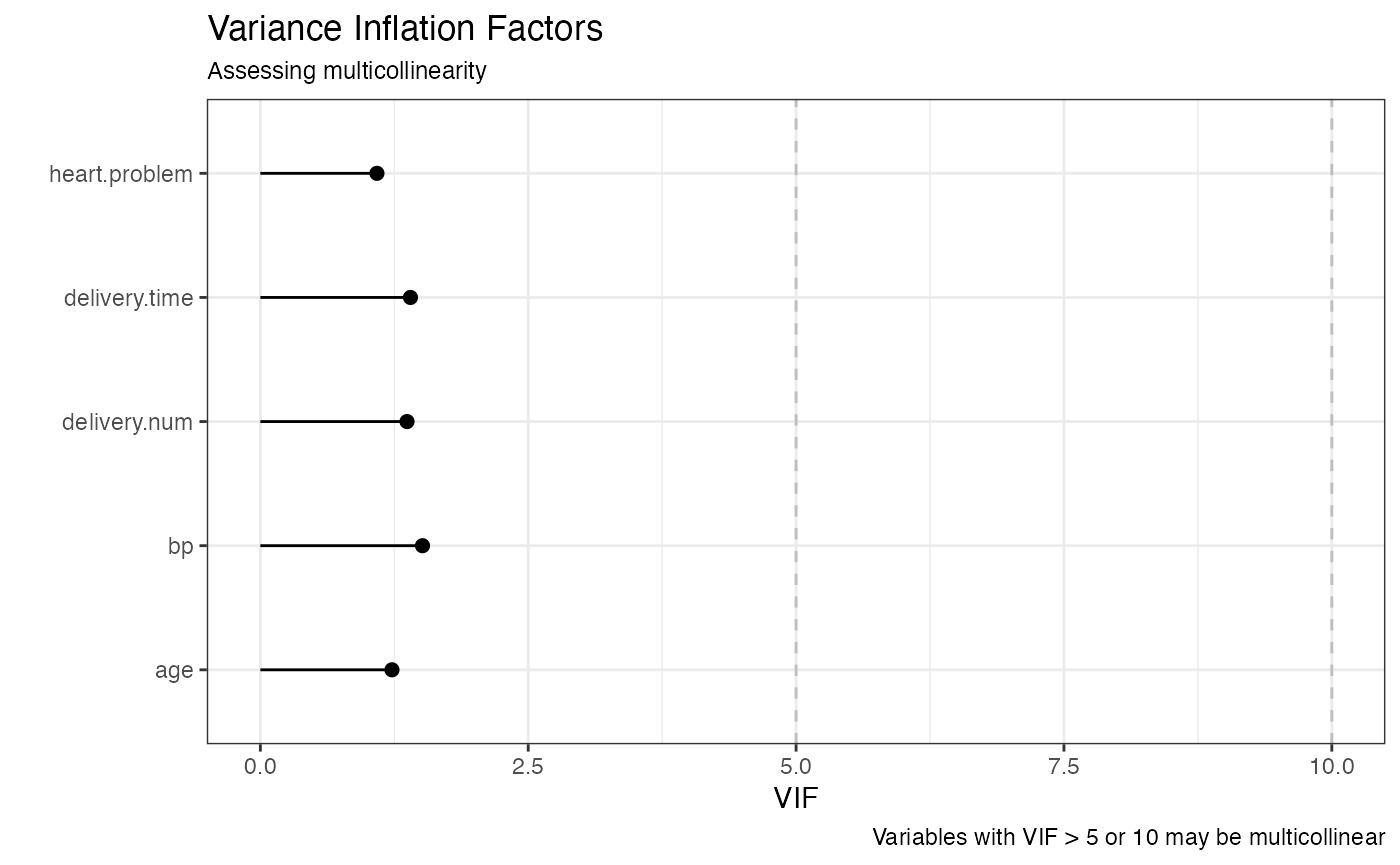 Variance Inflation Factors
Assessing multicollinearity
heart.problem
delivery.time
delivery.num
bp
age
0.0 2.5 5.0 7.5 10.0
VIF
Variables with VIF > 5 or 10 may be multicollinear